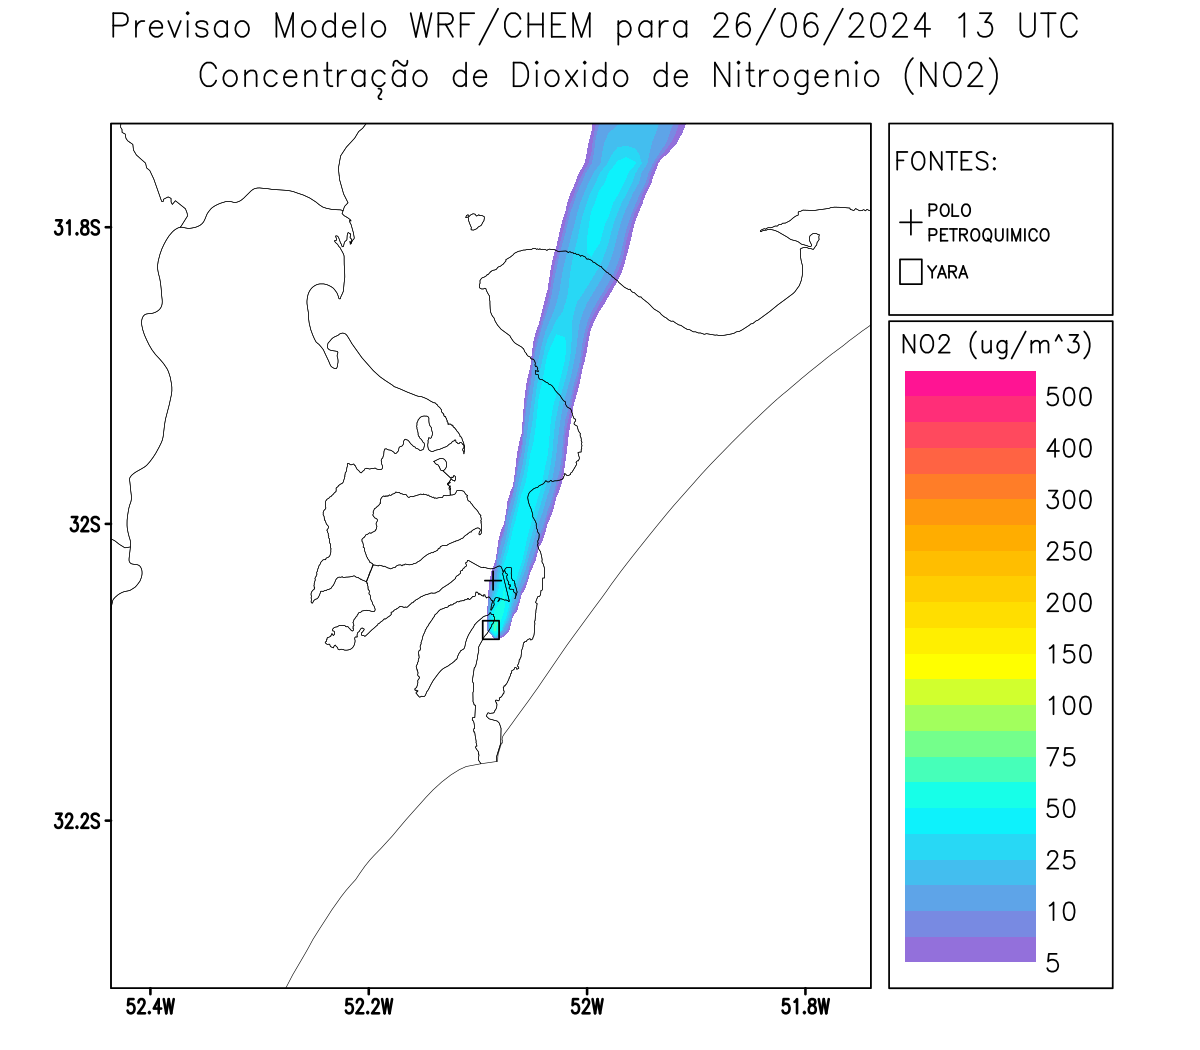 Previsao Modelo WRF/CHEM para 26/06/2024 13 UTC
Concentração de Dioxido de Nitrogenio (NO2)
FONTES:
POLO
PETROQUIMICO
YARA
31.8S
32S
32.2S
52.4W
52.2W
52W
51.8W
NO2 (ug/m^3)
500
400
300
250
200
150
100
75
50
25
10
5